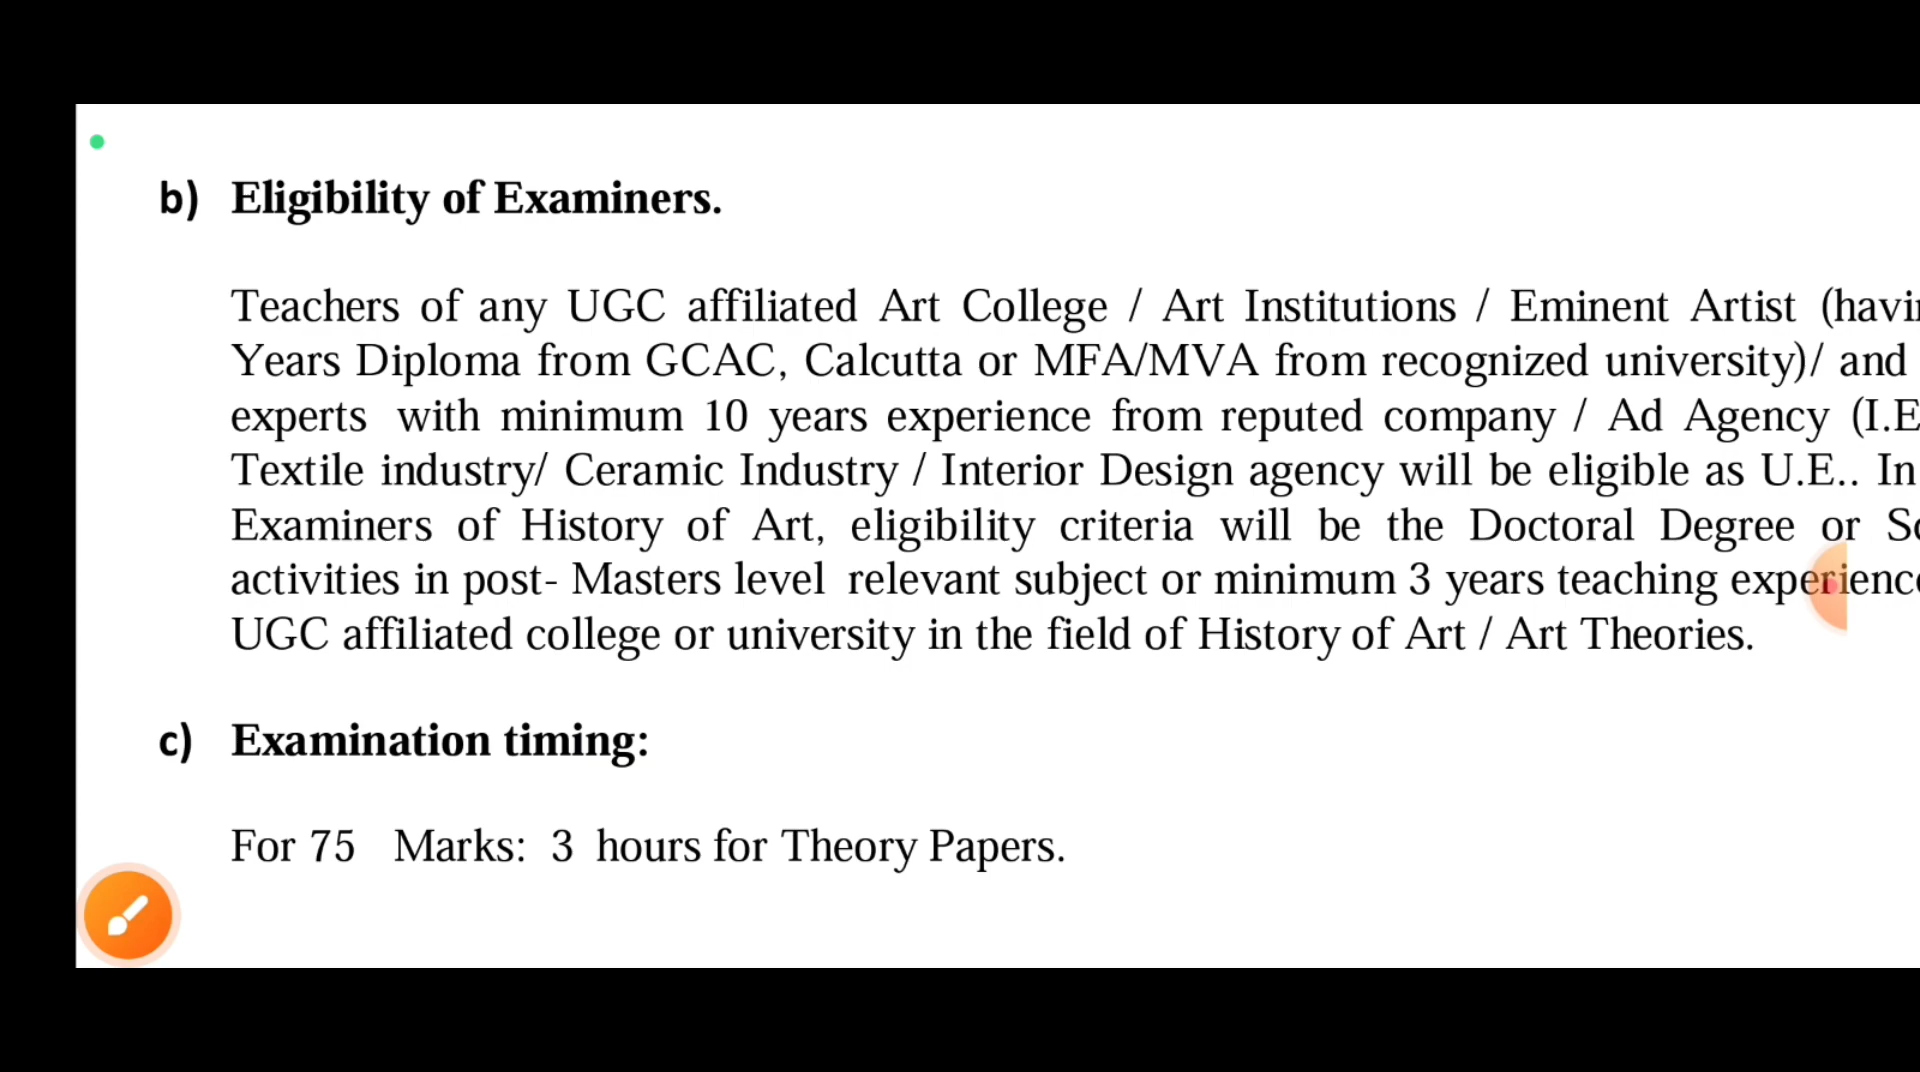 b) Eligibility of Examiners.
Teachers of any UGC affiliated Art College / Art Institutions / Eminent Artist
Years Diploma from GCAC, Calcutta or MFA/MVA from recognized university)/ and
experts with minimum 10 years experience from reputed company / Ad Agency (I.E
Textile industry/ Ceramic Industry / Interior Design agency will be eligible as U.E.. In
Examiners of History of Art, eligibility criteria will be the Doctoral Degree or
activities in post- Masters level relevant subject or minimum 3 years teaching experience
UGC affiliated college or university in the field of History of Art / Art Theories.
c) Examination timing:
For 75 Marks: 3 hours for Theory Papers.